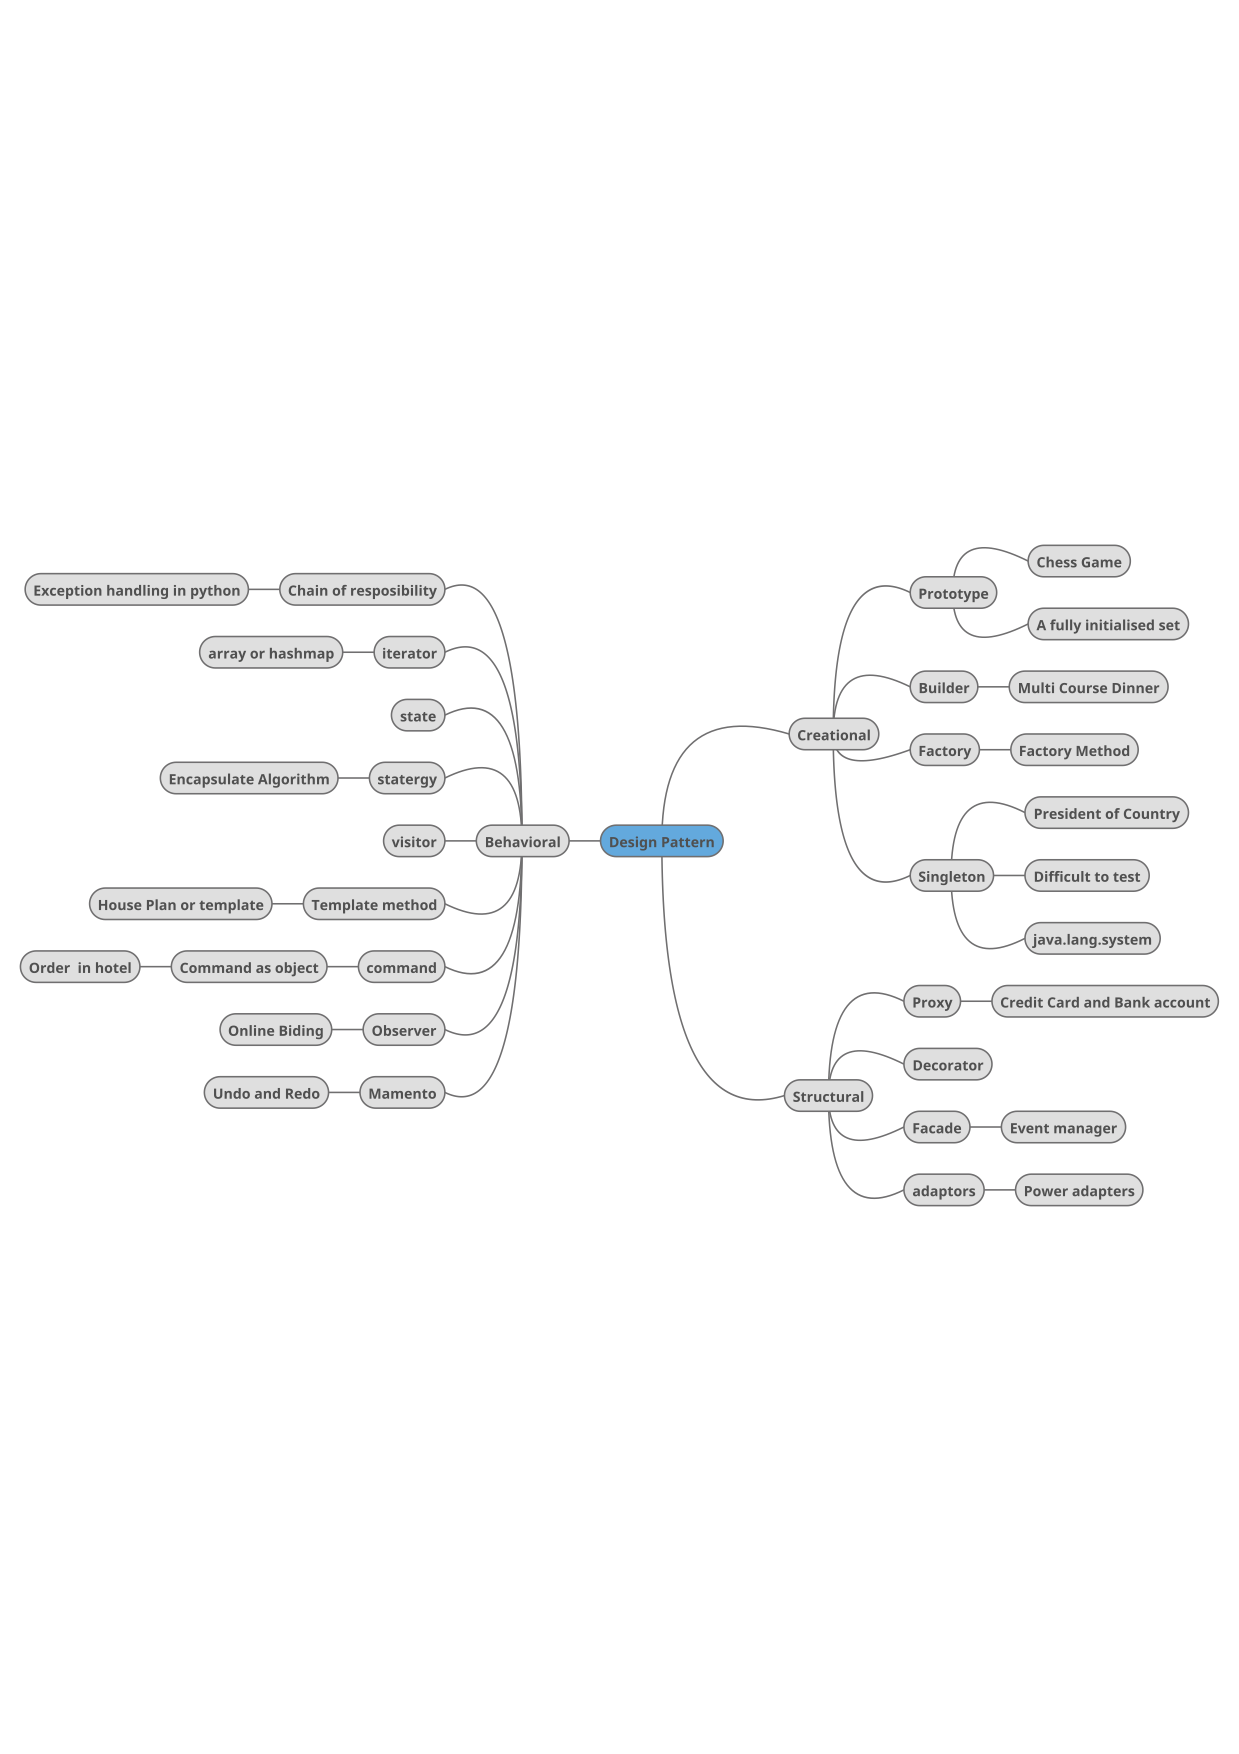 Design Pattern
Creational
Prototype
Chess Game
A fully initialised set
Builder
Multi Course Dinner
Factory
Factory Method
Singleton
President of Country
Difficult to test
java.lang.system
Structural
Proxy
Credit Card and Bank account
Decorator
Facade
Event manager
adaptors
Power adapters
Behavioral
Chain of resposibility
Exception handling in python
iterator
array or hashmap
state
statergy
Encapsulate Algorithm
visitor
Template method
House Plan or template
command
Command as object
Order  in hotel
Observer
Online Biding
Mamento
Undo and Redo